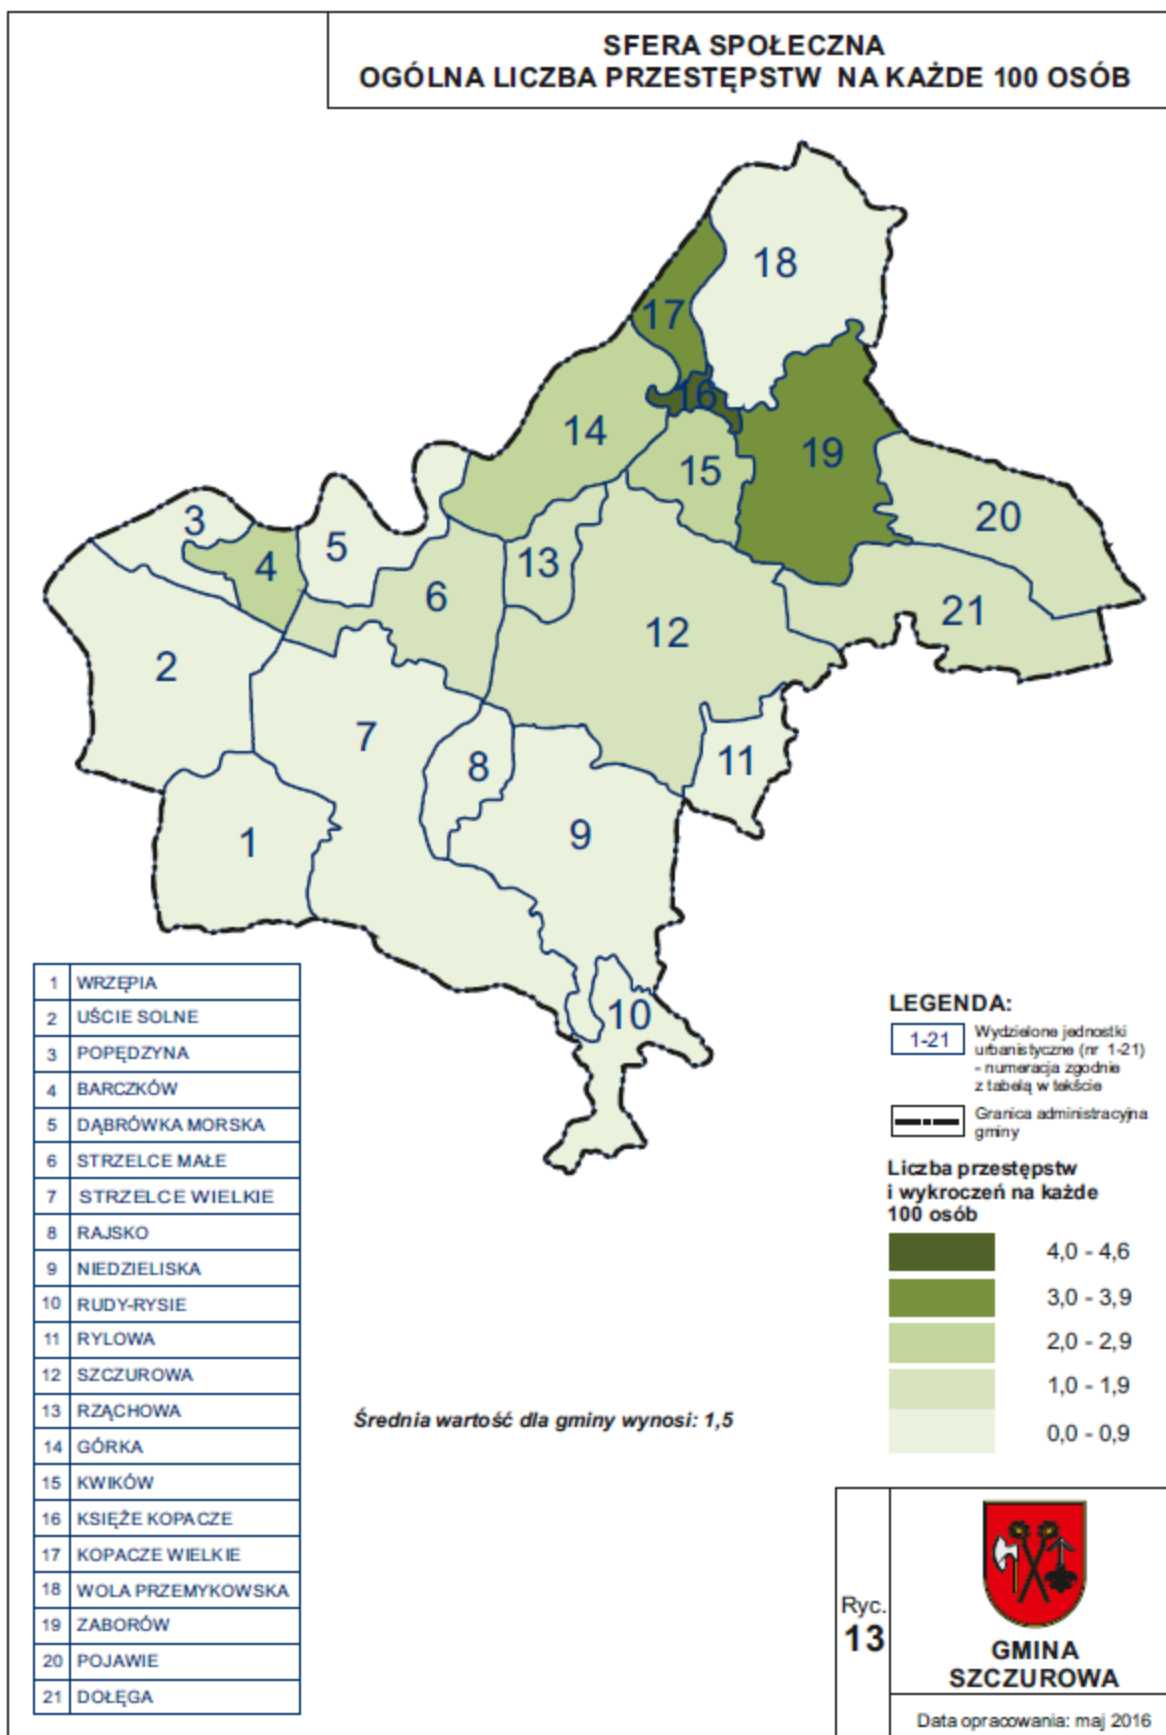 SFERA SPOŁECZNA
OGÓLNA LICZBA PRZESTĘPSTW NA KAŻDE 100 OSÓB
18
17
16
14
19
15
3
20
5
4
13
6
21
12
2
7
11
8
1
9
10
1 WRZĘPIA
2 UŚCIE SOLNE
3 POPĘDZYNA
4 BARCZKÓW
5 DĄBRÓWKA MORSKA
6 STRZELCE MAŁE
7 STRZELCE WIELKIE
8 RAJSKO
9 NIEDZIELISKA
10 RUDY-RYSIE
11 RYLOWA
12 SZCZUROWA
13 RZĄCHOWA
14 GÓRKA
15 KWIKÓW
16 KSIĘŻE KOPACZE
17 KOPACZE WIELKIE
18 WOLA PRZEMYKOWSKA
19 ZABORÓW
20 POJAWIE
21 DOŁĘGA
Średnia wartość dla gminy wynosi: 1,5
LEGENDA:
1-21
Wydzielone jednostki
urbanistyczne (nr 1-21)
- numeracja zgodnie
z tabelą w tekście
Granica administracyjna
gminy
Liczba przestępstw
i wykroczeń na każde
100 osób
4,0 - 4,6
3,0 - 3,9
2,0 - 2,9
1,0 - 1,9
0,0 - 0,9
Ryc.
13
GMINA
SZCZUROWA
Data opracowania: maj 2016